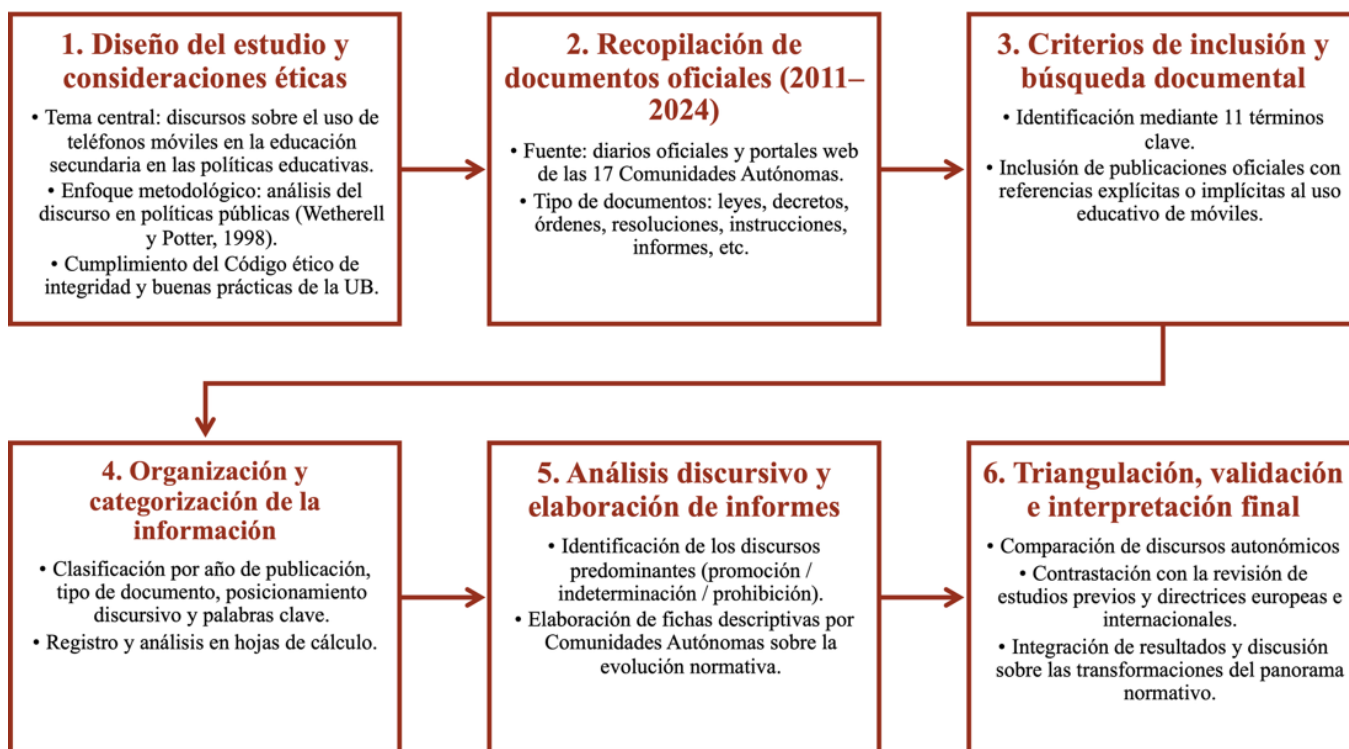 1. Diseño del estudio y
consideraciones éticas
• Tema central: discursos sobre el uso de
teléfonos móviles en la educación
secundaria en las políticas educativas.
• Enfoque metodológico: análisis del
discurso en políticas públicas (Wetherell
y Potter, 1998).
• Cumplimiento del Código ético de
integridad y buenas prácticas de la UB.
2. Recopilación de
documentos oficiales (2011–
2024)
• Fuente: diarios oficiales y portales web
de las 17 Comunidades Autónomas.
• Tipo de documentos: leyes, decretos,
órdenes, resoluciones, instrucciones,
informes, etc.
3. Criterios de inclusión y
búsqueda documental
• Identificación mediante 11 términos
clave.
• Inclusión de publicaciones oficiales con
referencias explícitas o implícitas al uso
educativo de móviles.
4. Organización y
categorización de la
información
• Clasificación por año de publicación,
tipo de documento, posicionamiento
discursivo y palabras clave.
• Registro y análisis en hojas de cálculo.
5. Análisis discursivo y
elaboración de informes
• Identificación de los discursos
predominantes (promoción /
indeterminación / prohibición).
• Elaboración de fichas descriptivas por
Comunidades Autónomas sobre la
evolución normativa.
6. Triangulación, validación
e interpretación final
• Comparación de discursos autonómicos
• Contrastación con la revisión de
estudios previos y directrices europeas e
internacionales.
• Integración de resultados y discusión
sobre las transformaciones del panorama
normativo.